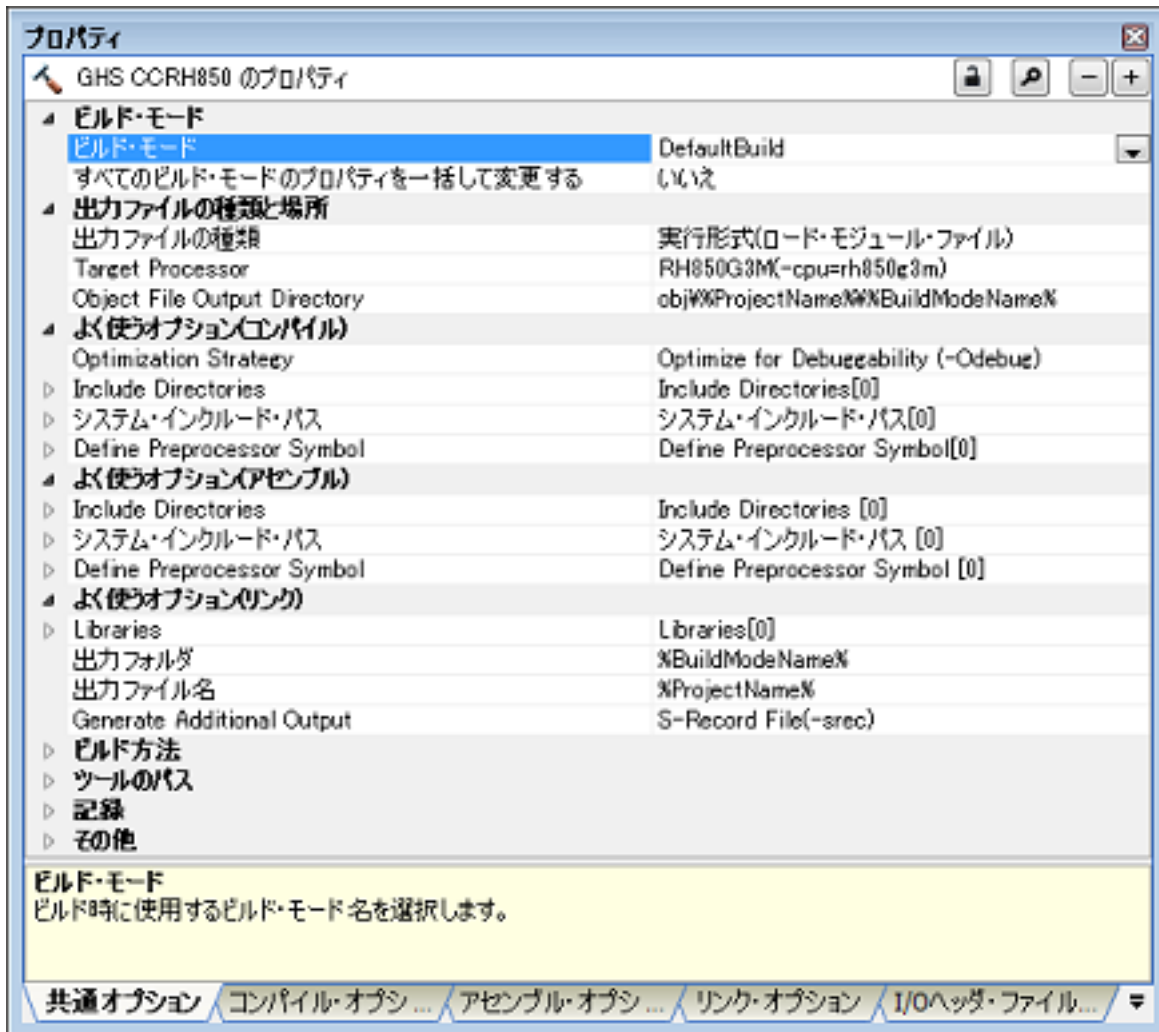 プロパティ
GHS CCRH850 のプロパティ
ビルド・モード
ビルド・モード DefaultBuild
すべてのビルド・モードのプロパティを一括して変更する いいえ
出力ファイルの種類と場所
出力ファイルの種類 実行形式(ロード・モジュール・ファイル)
Target Processor RH850G3M(-cpu=rh850g3m)
Object File Output Directory obj¥%ProjectName%¥%BuildModeName%
よく使うオプション(コンパイル)
Optimization Strategy Optimize for Debuggability (-Odebug)
Include Directories Include Directories[0]
システム・インクルード・パス システム・インクルード・パス[0]
Define Preprocessor Symbol Define Preprocessor Symbol[0]
よく使うオプション(アセンブル)
Include Directories Include Directories [0]
システム・インクルード・パス システム・インクルード・パス [0]
Define Preprocessor Symbol Define Preprocessor Symbol [0]
よく使うオプション(リンク)
Libraries Libraries[0]
出力フォルダ %BuildModeName%
出力ファイル名 %ProjectName%
Generate Additional Output S-Record File(-srec)
ビルド方法
ツールのパス
記録
その他
ビルド・モード
ビルド時に使用するビルド・モード名を選択します。
共通オプション コンパイル・オプシ... アセンブル・オプシ... リンク・オプション I/Oヘッダ・ファイル...